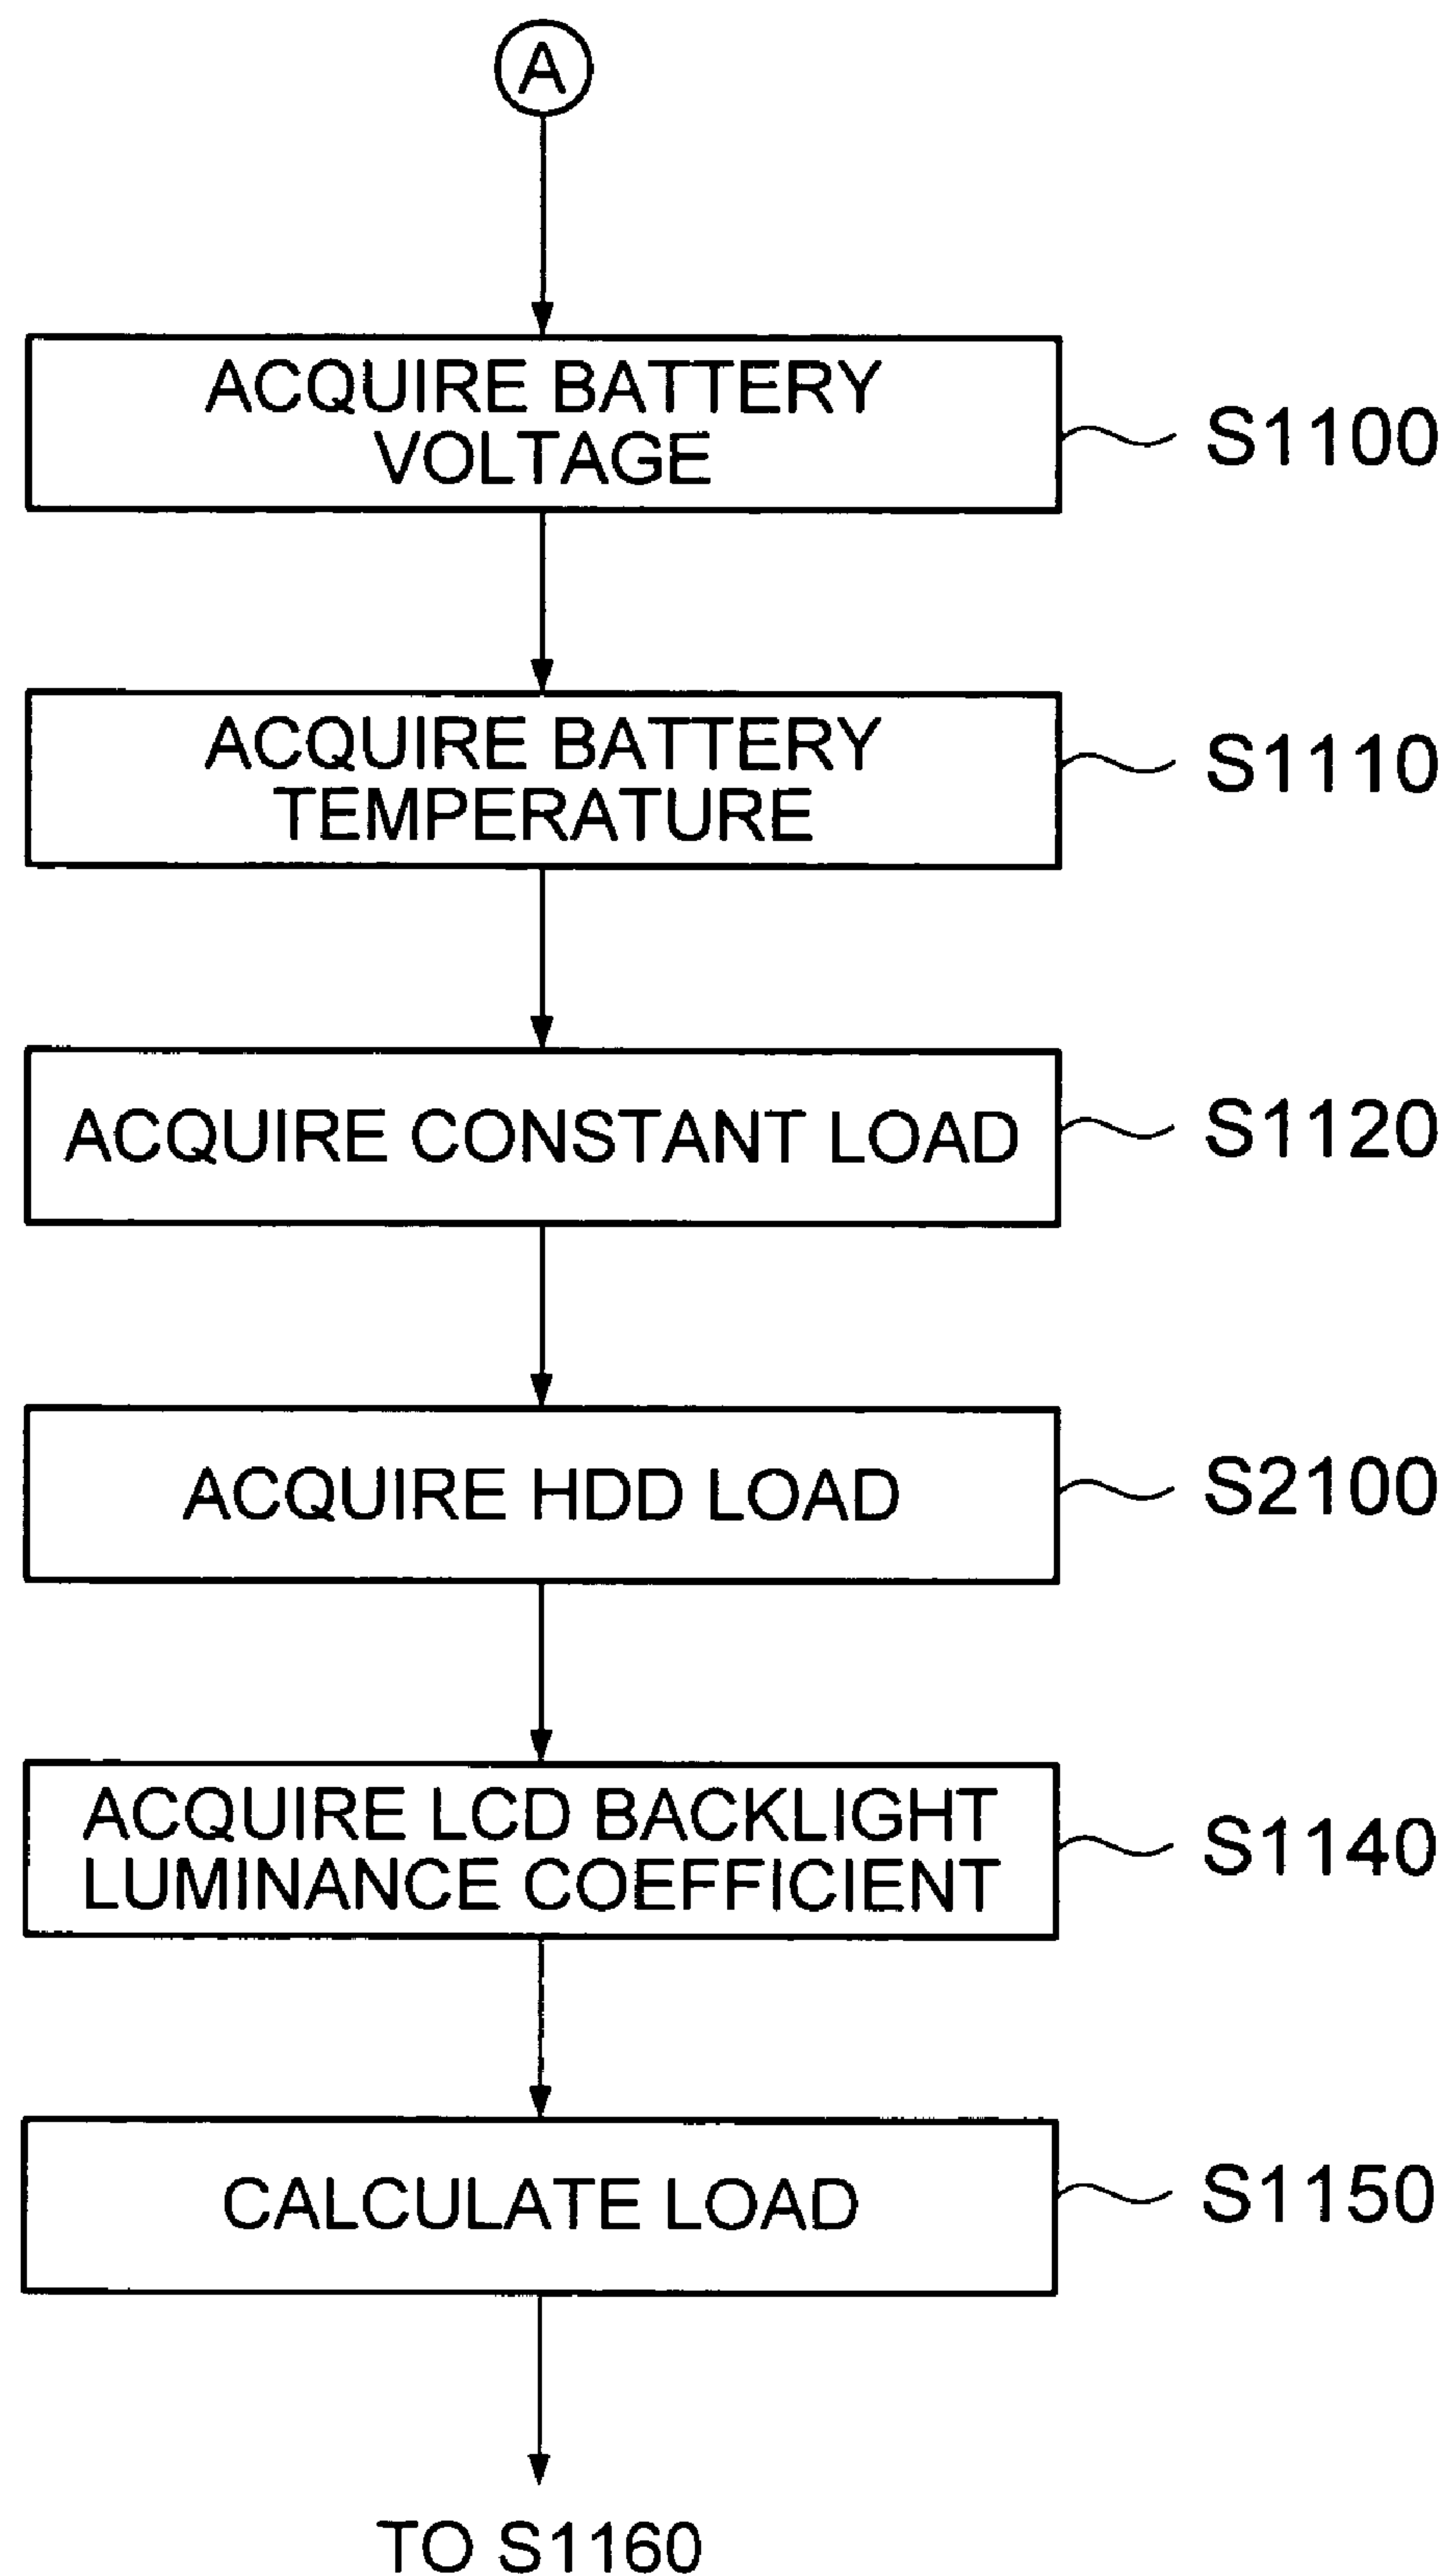 A
ACQUIRE BATTERY
VOLTAGE
S1100
ACQUIRE BATTERY
TEMPERATURE
S1110
ACQUIRE CONSTANT LOAD
S1120
ACQUIRE HDD LOAD
S2100
ACQUIRE LCD BACKLIGHT
LUMINANCE COEFFICIENT
S1140
CALCULATE LOAD
S1150
TO S1160